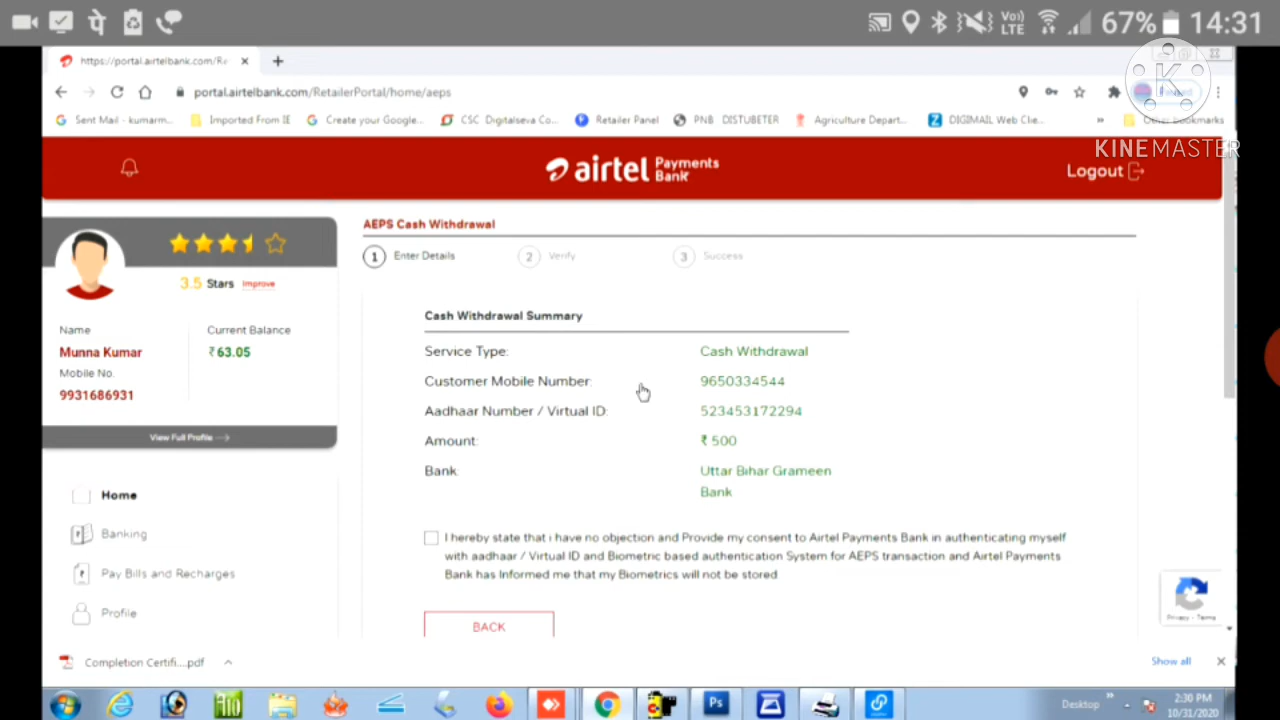 67% 14:31
Vo) LTE
https://portal.airtelbank.com/Re
portal.airtelbank.com/RetailerPortal/home/aeps
Sent Mail - kumarm... Imported From IE Create your Google... CSC Digitalseva Co... Retailer Panel PNB DISTUBETER Agriculture Depart... DIGIMAIL Web Clie... Other bookmarks
KINEMASTER
airtel Payments Bank
Logout
3.5 Stars Improve
Name
Munna Kumar
Current Balance
₹ 63.05
Mobile No.
9931686931
View Full Profile
Home
Banking
Pay Bills and Recharges
Profile
AEPS Cash Withdrawal
1 Enter Details 2 Verify 3 Success
Cash Withdrawal Summary
Service Type: Cash Withdrawal
Customer Mobile Number: 9650334544
Aadhaar Number / Virtual ID: 523453172294
Amount: ₹ 500
Bank: Uttar Bihar Grameen
Bank
I hereby state that i have no objection and Provide my consent to Airtel Payments Bank in authenticating myself
with aadhaar / Virtual ID and Biometric based authentication System for AEPS transaction and Airtel Payments
Bank has Informed me that my Biometrics will not be stored
BACK
Privacy - Terms
Completion Certifi....pdf
Show all
Desktop
2:30 PM
10/31/2020